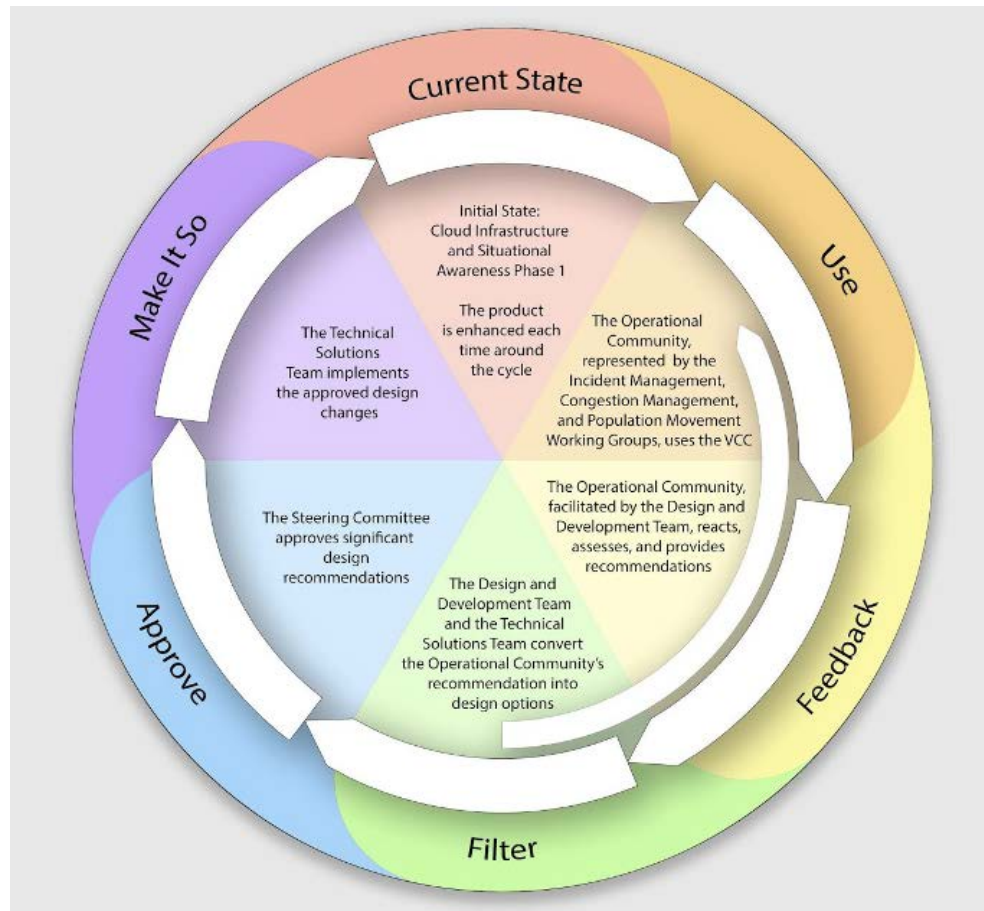 Current State
Initial State:
Cloud Infrastructure
and Situational
Awareness Phase 1
The product
is enhanced each
time around
the cycle
Use
The Operational
Community,
represented by the
Incident Management,
Congestion Management,
and Population Movement
Working Groups, uses the VCC
Feedback
The Operational Community,
facilitated by the Design and
Development Team, reacts,
assesses, and provides
recommendations
Filter
The Design and
Development Team
and the Technical
Solutions Team convert
the Operational Community’s
recommendation into
design options
Approve
The Steering Committee
approves significant
design
recommendations
Make It So
The Technical
Solutions
Team implements
the approved design
changes